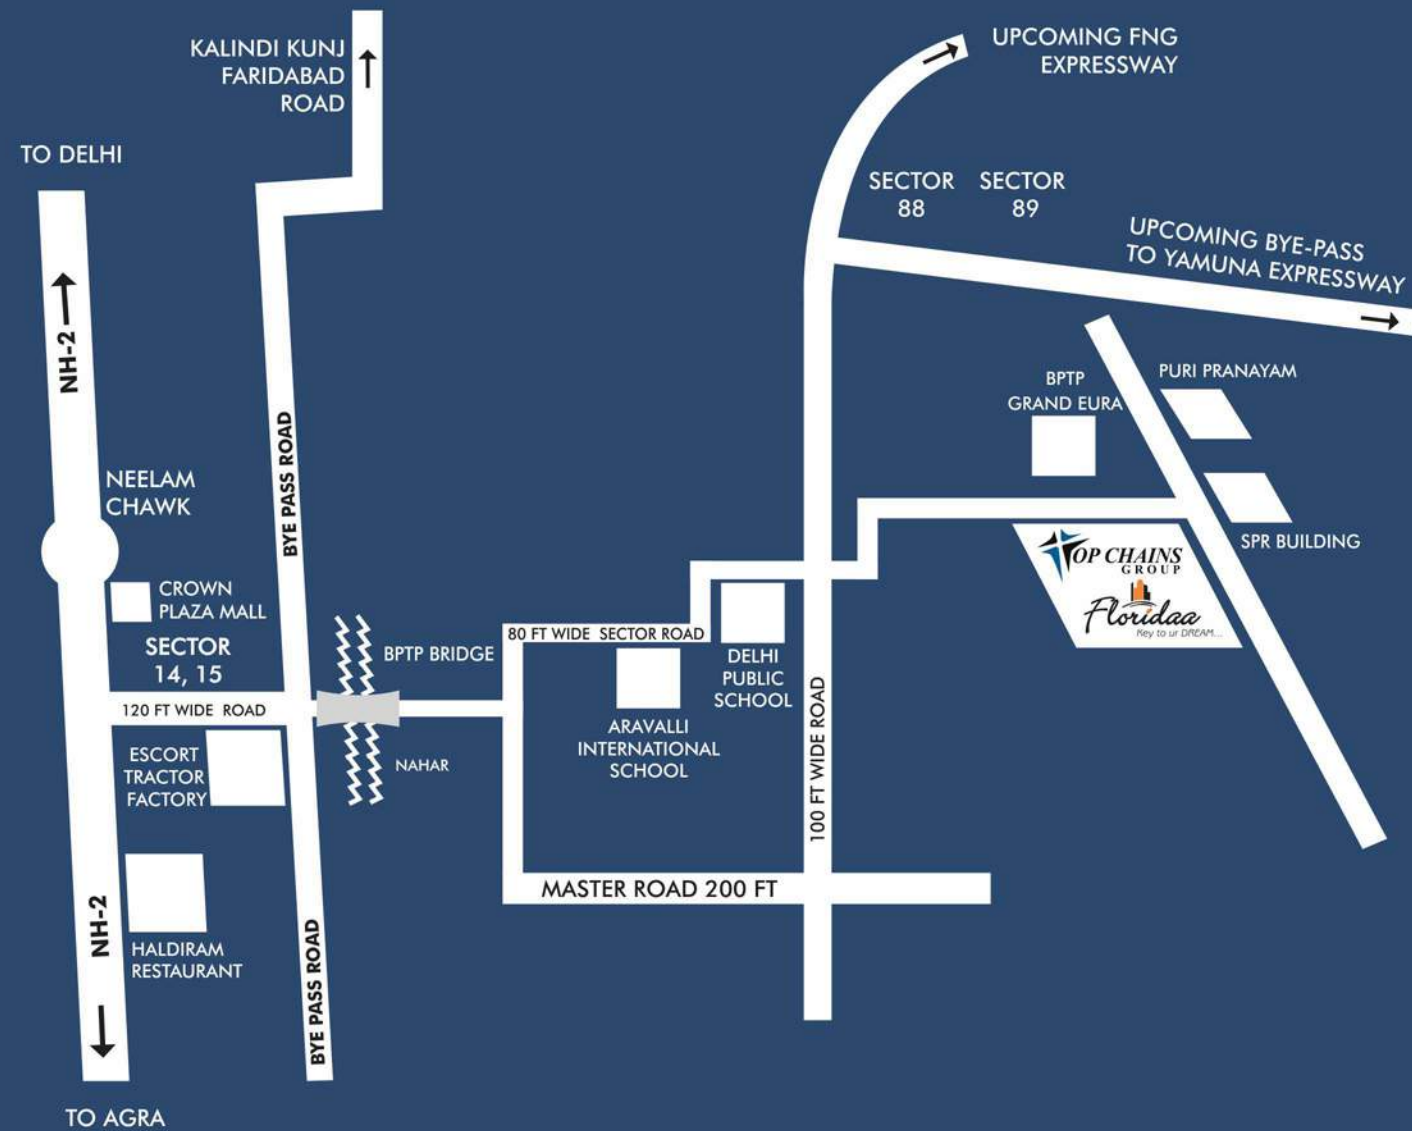 KALINDI KUNJ
FARIDABAD
ROAD
UPCOMING FNG
EXPRESSWAY
TO DELHI
SECTOR
88
SECTOR
89
UPCOMING BYE-PASS
TO YAMUNA EXPRESSWAY
NH-2
BYE PASS ROAD
BPTP
GRAND EURA
PURI PRANAYAM
NEELAM
CHAWK
SPR BUILDING
TOP CHAINS
GROUP
Floridaa
Key to ur DREAM...
CROWN
PLAZA MALL
SECTOR
14, 15
120 FT WIDE ROAD
BPTP BRIDGE
80 FT WIDE SECTOR ROAD
DELHI
PUBLIC
SCHOOL
ARAVALLI
INTERNATIONAL
SCHOOL
NAHAR
ESCORT
TRACTOR
FACTORY
100 FT WIDE ROAD
MASTER ROAD 200 FT
HALDIRAM
RESTAURANT
NH-2
BYE PASS ROAD
TO AGRA